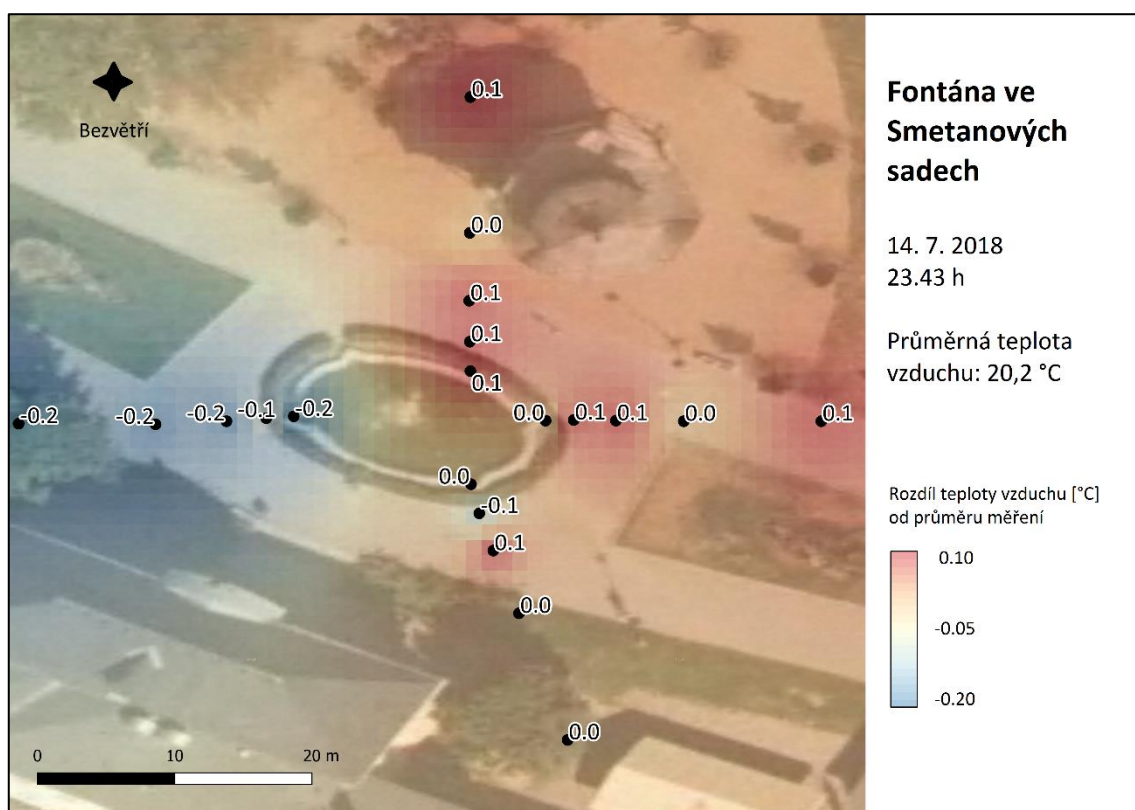 Bezvětří
0.1
0.0
0.1
0.1
0.1
-0.2
-0.2
-0.2
-0.1
-0.2
0.0
0.1
0.1
0.0
0.1
0.0
-0.1
0.1
0.0
0.0
0 10 20 m
Fontána ve
Smetanových
sadech
14. 7. 2018
23.43 h
Průměrná teplota
vzduchu: 20,2 °C
Rozdíl teploty vzduchu [°C]
od průměru měření
0.10
-0.05
-0.20